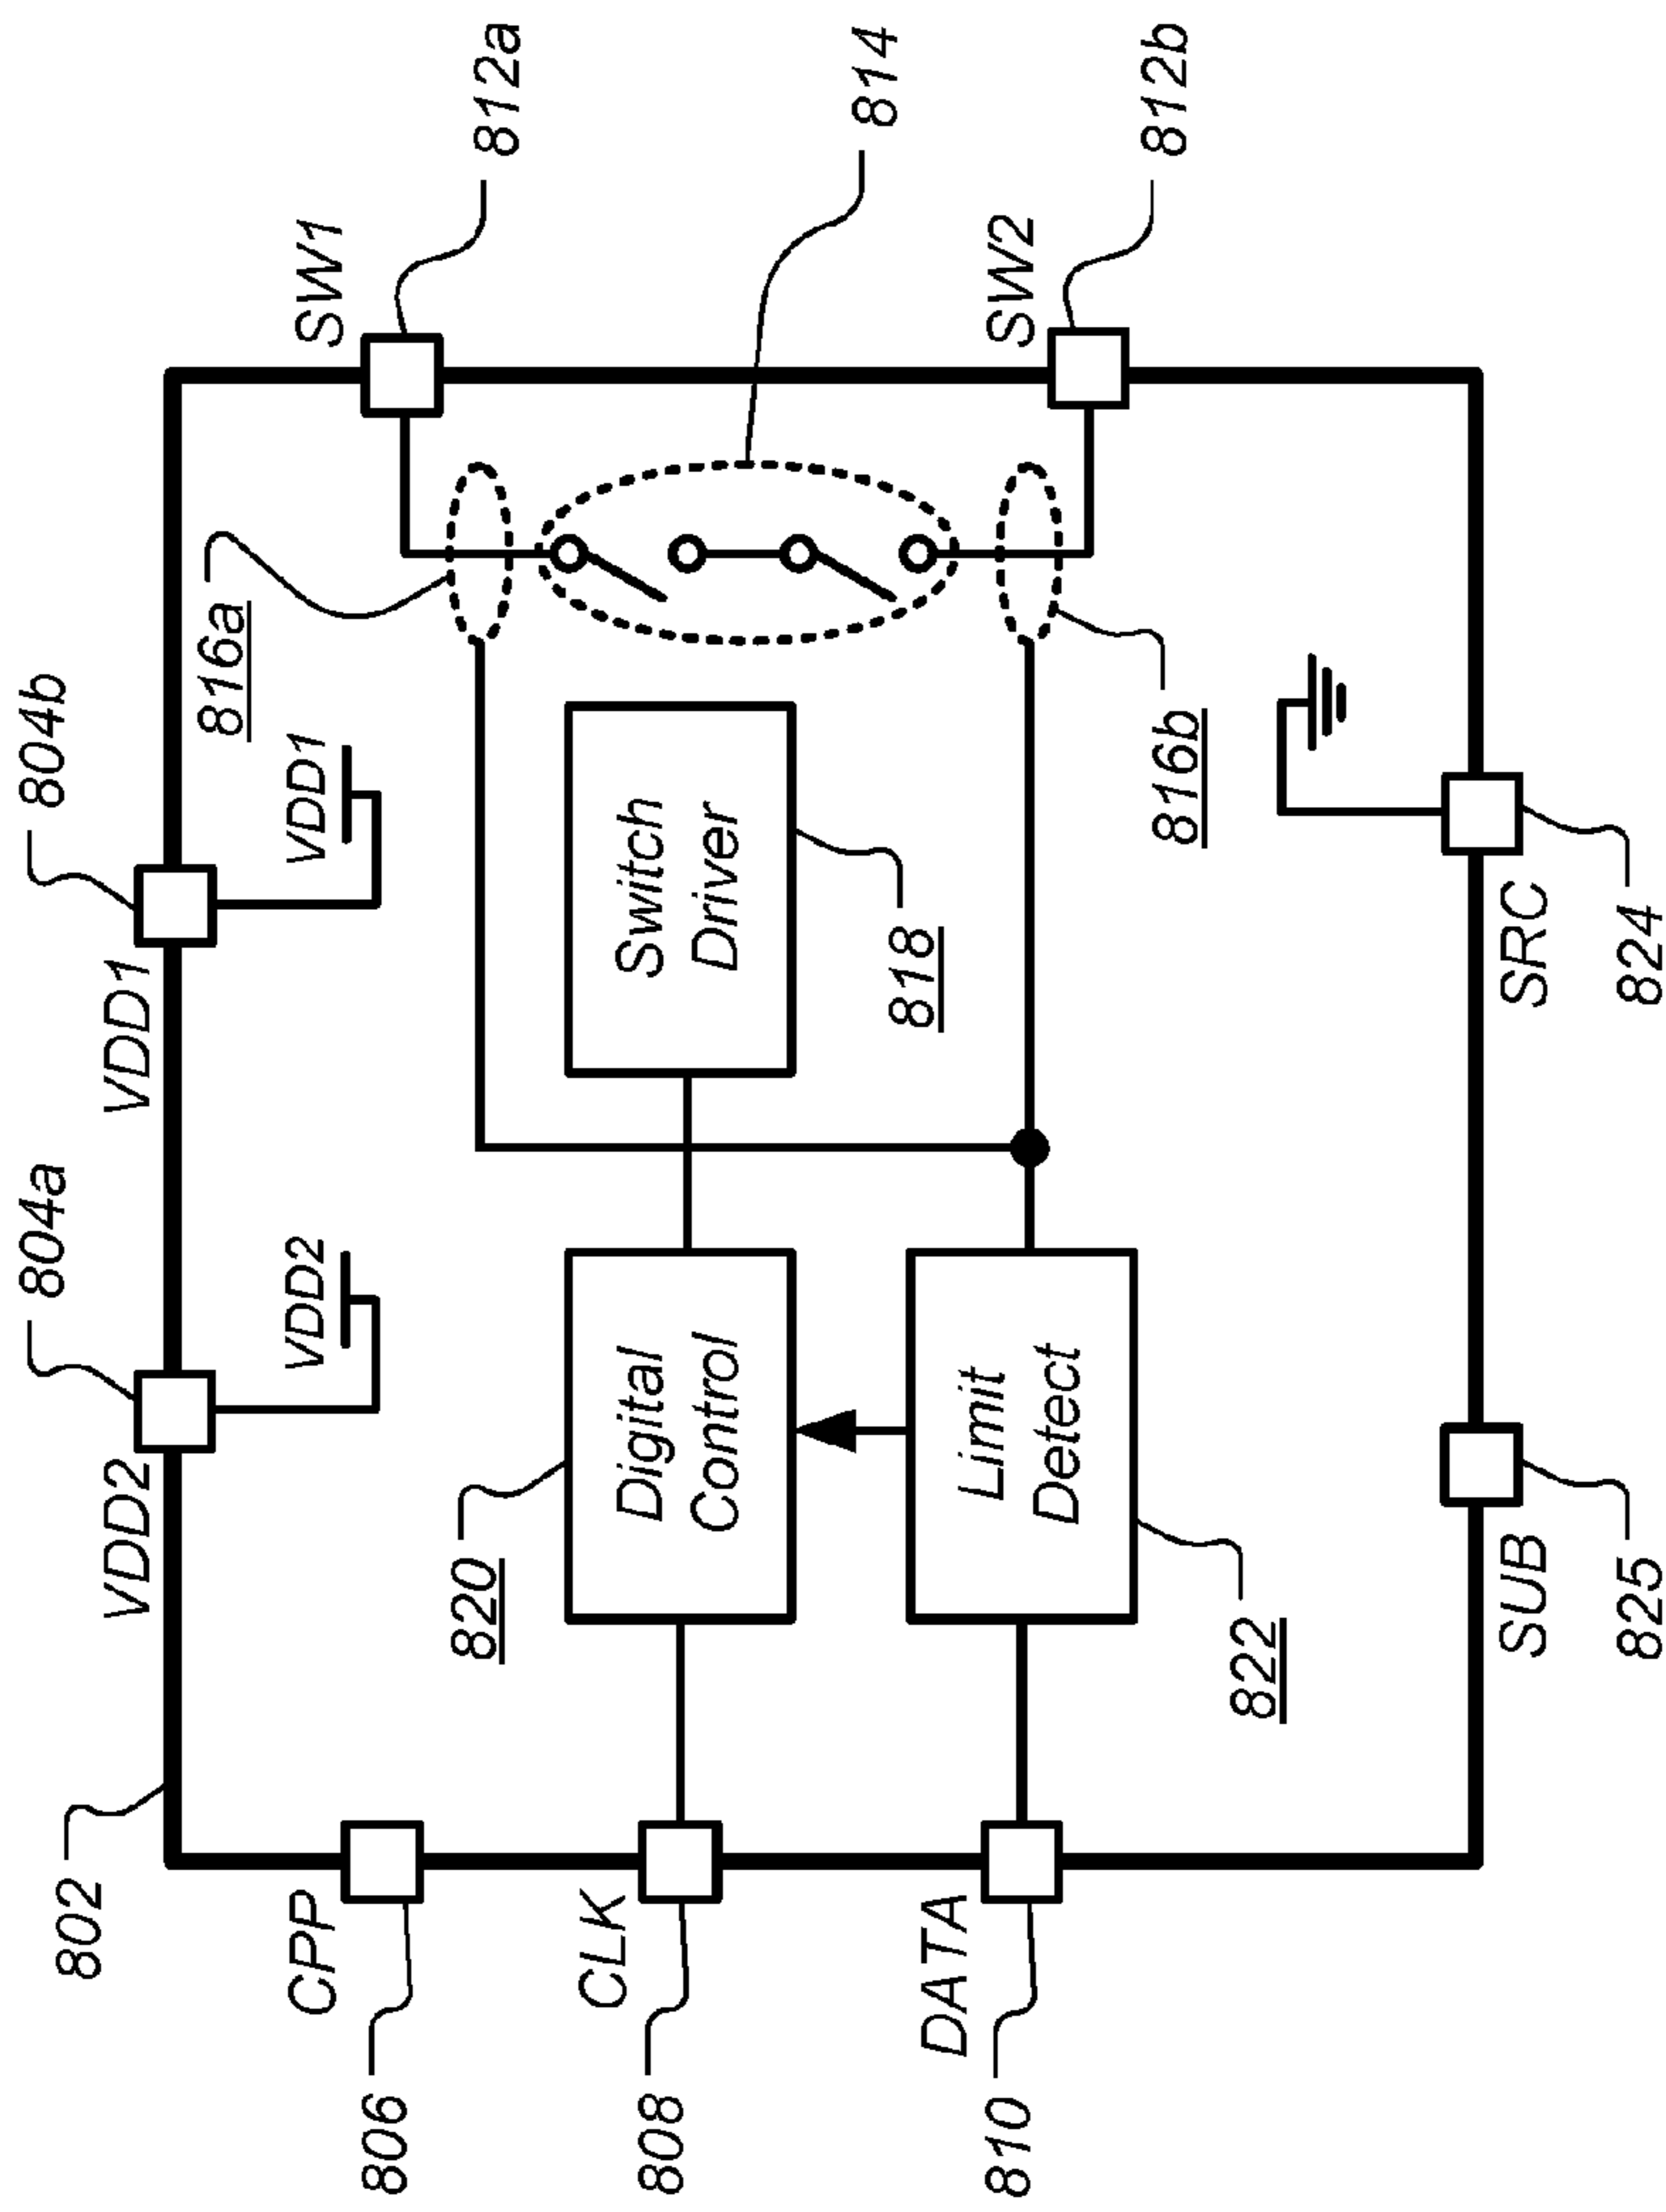 804a
804b
VDD2
VDD1
802
VDD2
VDD1
816a
SW1
812a
CPP
806
820
Digital
Control
Switch
Driver
818
814
CLK
808
Limit
Detect
822
816b
SW2
812b
DATA
810
SUB
825
SRC
824